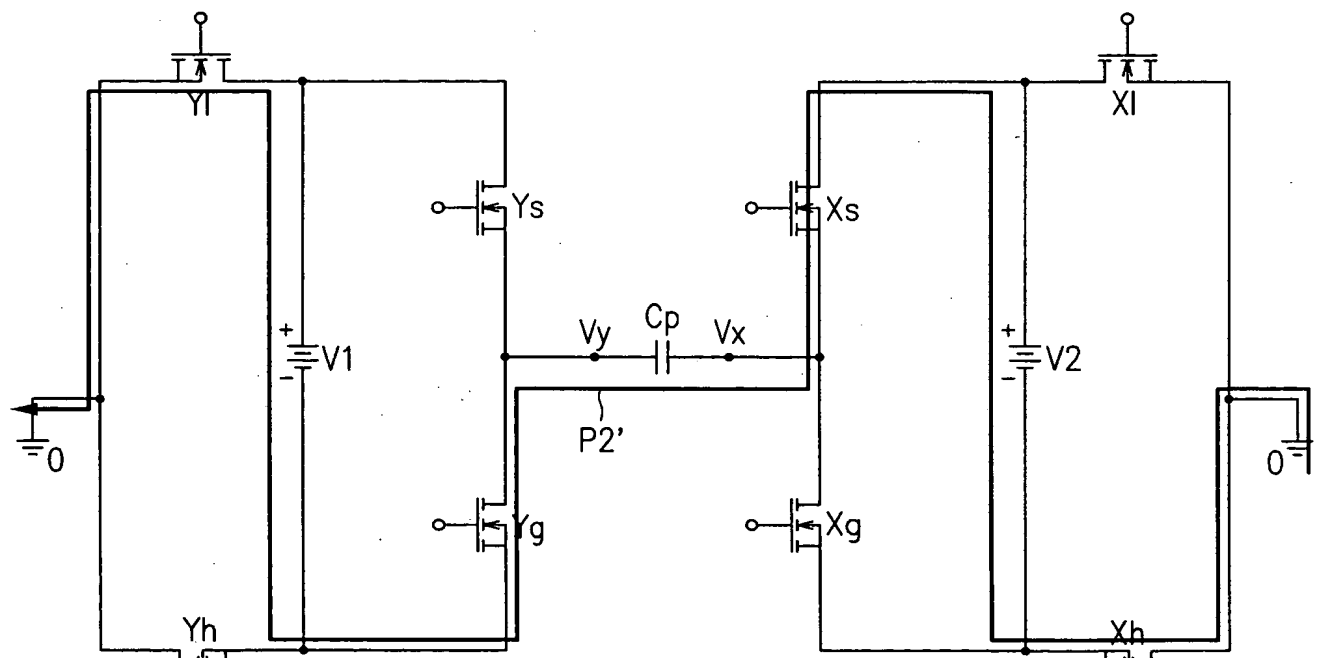 Yl
Xl
Ys
Xs
+
V1
-
Vy
Cp
Vx
+
V2
-
P2'
0
0
Yg
Xg
Yh
Xh